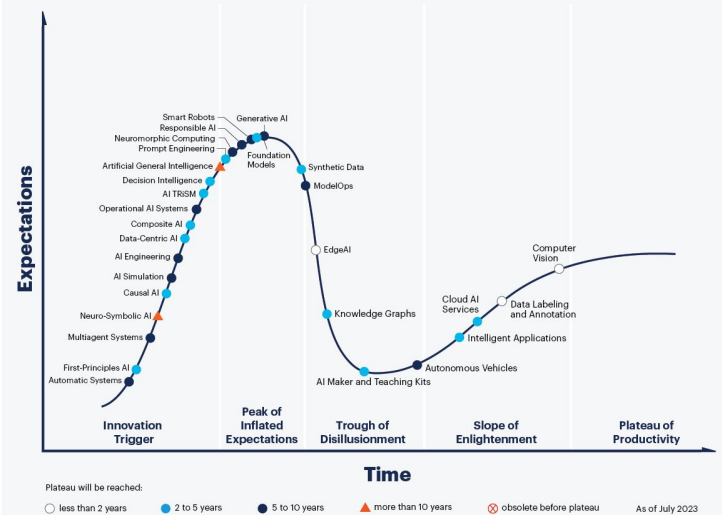 Expectations
Smart Robots
Generative AI
Responsible AI
Neuromorphic Computing
Prompt Engineering
Foundation
Models
Artificial General Intelligence
Synthetic Data
Decision Intelligence
ModelOps
AI TRiSM
Operational AI Systems
Composite AI
Data-Centric AI
EdgeAI
Computer
Vision
AI Engineering
AI Simulation
Causal AI
Cloud AI
Services
Data Labeling
and Annotation
Neuro-Symbolic AI
Knowledge Graphs
Multiagent Systems
Intelligent Applications
First-Principles AI
Autonomous Vehicles
Automatic Systems
AI Maker and Teaching Kits
Innovation
Trigger
Peak of
Inflated
Expectations
Trough of
Disillusionment
Slope of
Enlightenment
Plateau of
Productivity
Time
Plateau will be reached:
less than 2 years
2 to 5 years
5 to 10 years
more than 10 years
obsolete before plateau
As of July 2023